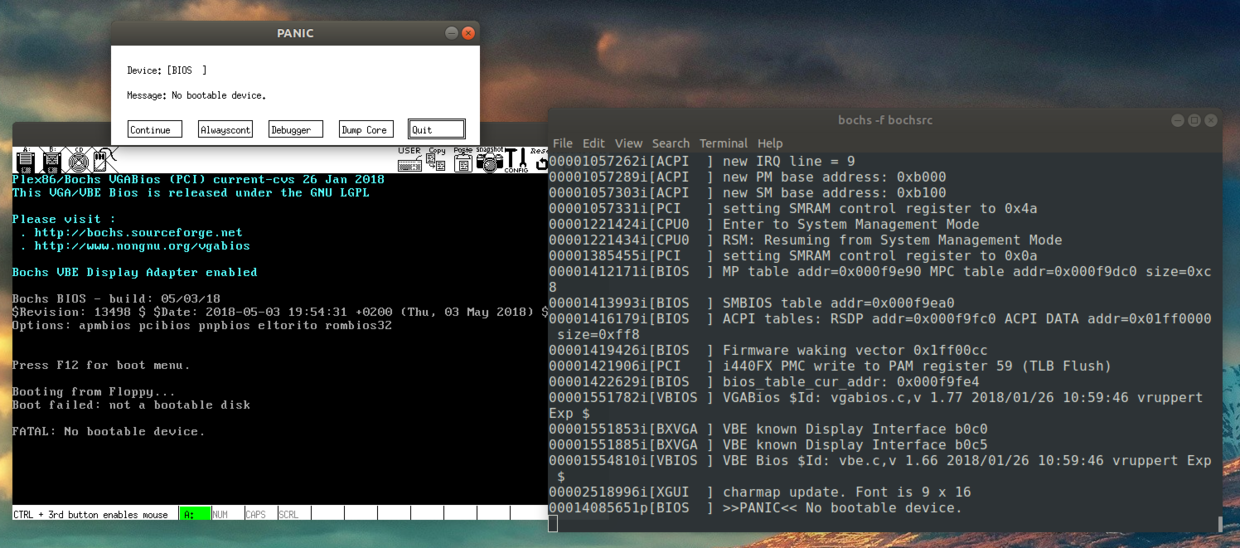 PANIC
Device: [BIOS  ]
Message: No bootable device.
Continue Alwayscont Debugger Dump Core Quit
A: B: CD USER Copy Paste snapshot CONFIG
Plex86/Bochs VGABios (PCI) current-cvs 26 Jan 2018
This VGA/VBE Bios is released under the GNU LGPL
Please visit :
 . http://bochs.sourceforge.net
 . http://www.nongnu.org/vgabios
Bochs VBE Display Adapter enabled
Bochs BIOS - build: 05/03/18
$Revision: 13498 $ $Date: 2018-05-03 19:54:31 +0200 (Thu, 03 May 2018) $
Options: apmbios pcibios pnpbios eltorito rombios32
Press F12 for boot menu.
Booting from Floppy...
Boot failed: not a bootable disk
FATAL: No bootable device.
CTRL + 3rd button enables mouse A: NUM CAPS SCRL
bochs -f bochsrc
File Edit View Search Terminal Help
00001057262i[ACPI  ] new IRQ line = 9
00001057289i[ACPI  ] new PM base address: 0xb000
00001057303i[ACPI  ] new SM base address: 0xb100
00001057331i[PCI   ] setting SMRAM control register to 0x4a
00001221424i[CPU0  ] Enter to System Management Mode
00001221434i[CPU0  ] RSM: Resuming from System Management Mode
00001385455i[PCI   ] setting SMRAM control register to 0x0a
00001412171i[BIOS  ] MP table addr=0x000f9e90 MPC table addr=0x000f9dc0 size=0xc
8
00001413993i[BIOS  ] SMBIOS table addr=0x000f9ea0
00001416179i[BIOS  ] ACPI tables: RSDP addr=0x000f9fc0 ACPI DATA addr=0x01ff0000
 size=0xff8
00001419426i[BIOS  ] Firmware waking vector 0x1ff00cc
00001421906i[PCI   ] i440FX PMC write to PAM register 59 (TLB Flush)
00001422629i[BIOS  ] bios_table_cur_addr: 0x000f9fe4
00001551782i[VBIOS ] VGABios $Id: vgabios.c,v 1.77 2018/01/26 10:59:46 vruppert
Exp $
00001551853i[BXVGA ] VBE known Display Interface b0c0
00001551885i[BXVGA ] VBE known Display Interface b0c5
00001554810i[VBIOS ] VBE Bios $Id: vbe.c,v 1.66 2018/01/26 10:59:46 vruppert Exp
 $
00002518996i[XGUI  ] charmap update. Font is 9 x 16
00014085651p[BIOS  ] >>PANIC<< No bootable device.